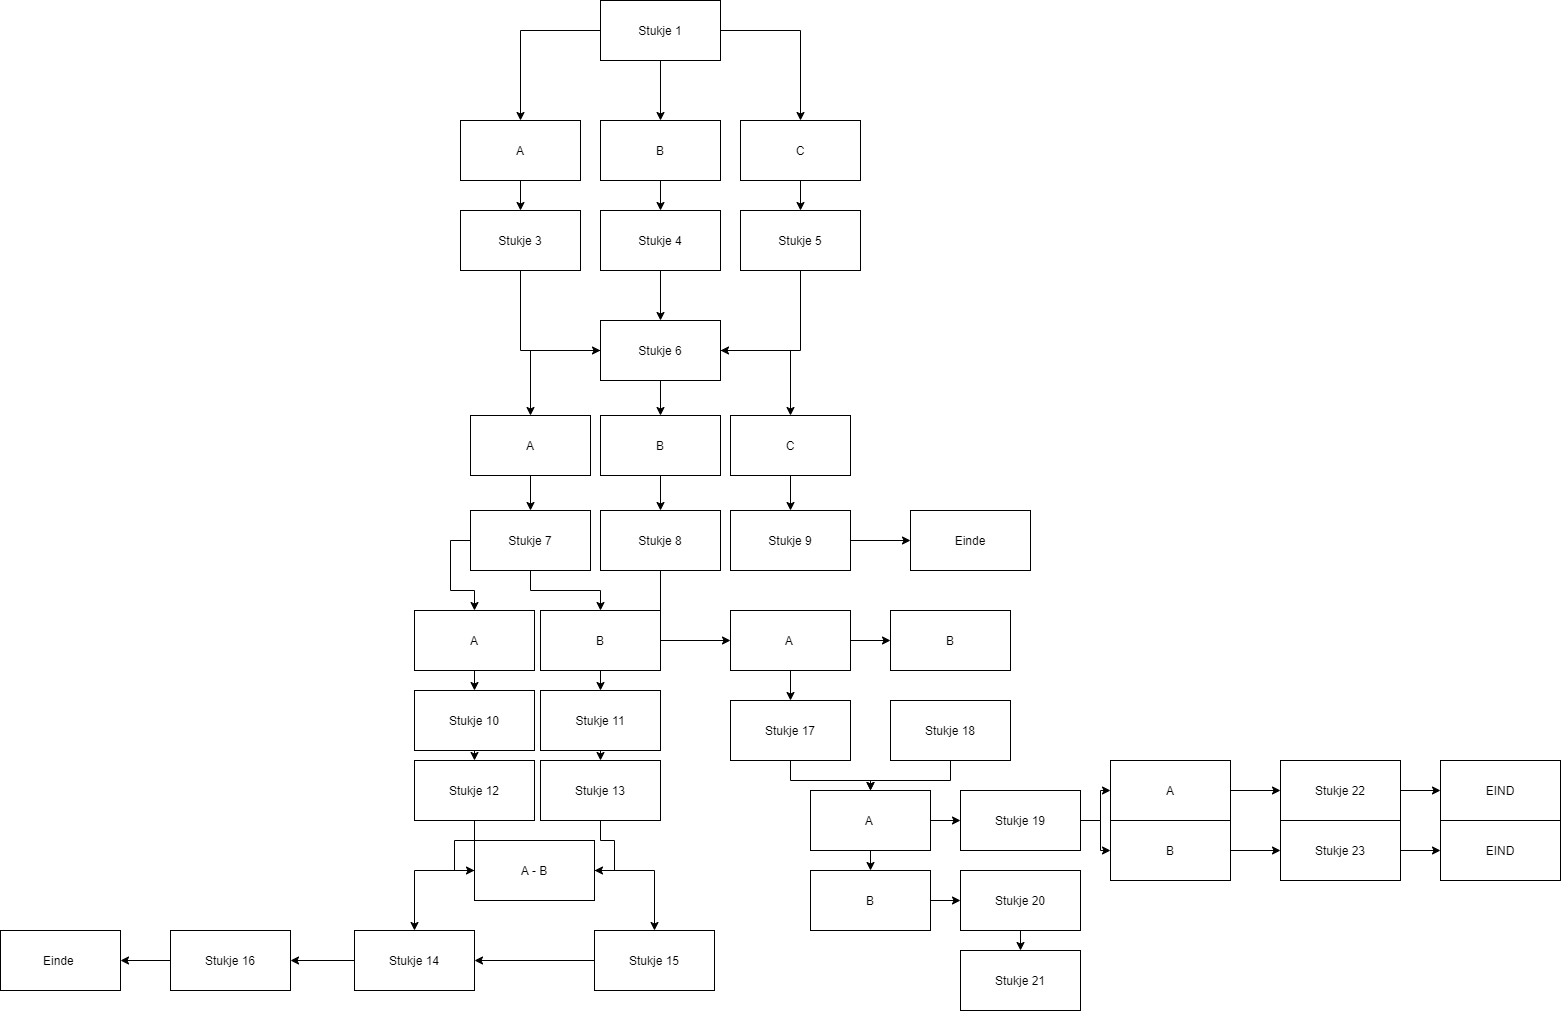 Stukje 1
A
B
C
Stukje 3
Stukje 4
Stukje 5
Stukje 6
A
B
C
Stukje 7
Stukje 8
Stukje 9
Einde
A
B
A
B
Stukje 10
Stukje 11
Stukje 17
Stukje 18
Stukje 12
Stukje 13
A
Stukje 22
EIND
A
Stukje 19
B
Stukje 23
EIND
A - B
B
Stukje 20
Einde
Stukje 16
Stukje 14
Stukje 15
Stukje 21